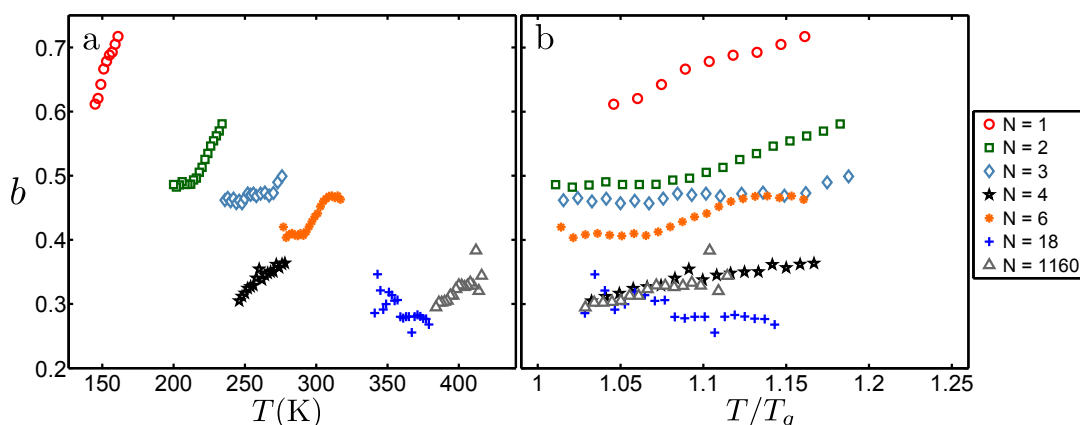 a
b
0.7
0.6
0.5
0.4
0.3
0.2
b
150 200 250 300 350 400
T(K)
1 1.05 1.1 1.15 1.2 1.25
T/T_g
N = 1
N = 2
N = 3
N = 4
N = 6
N = 18
N = 1160